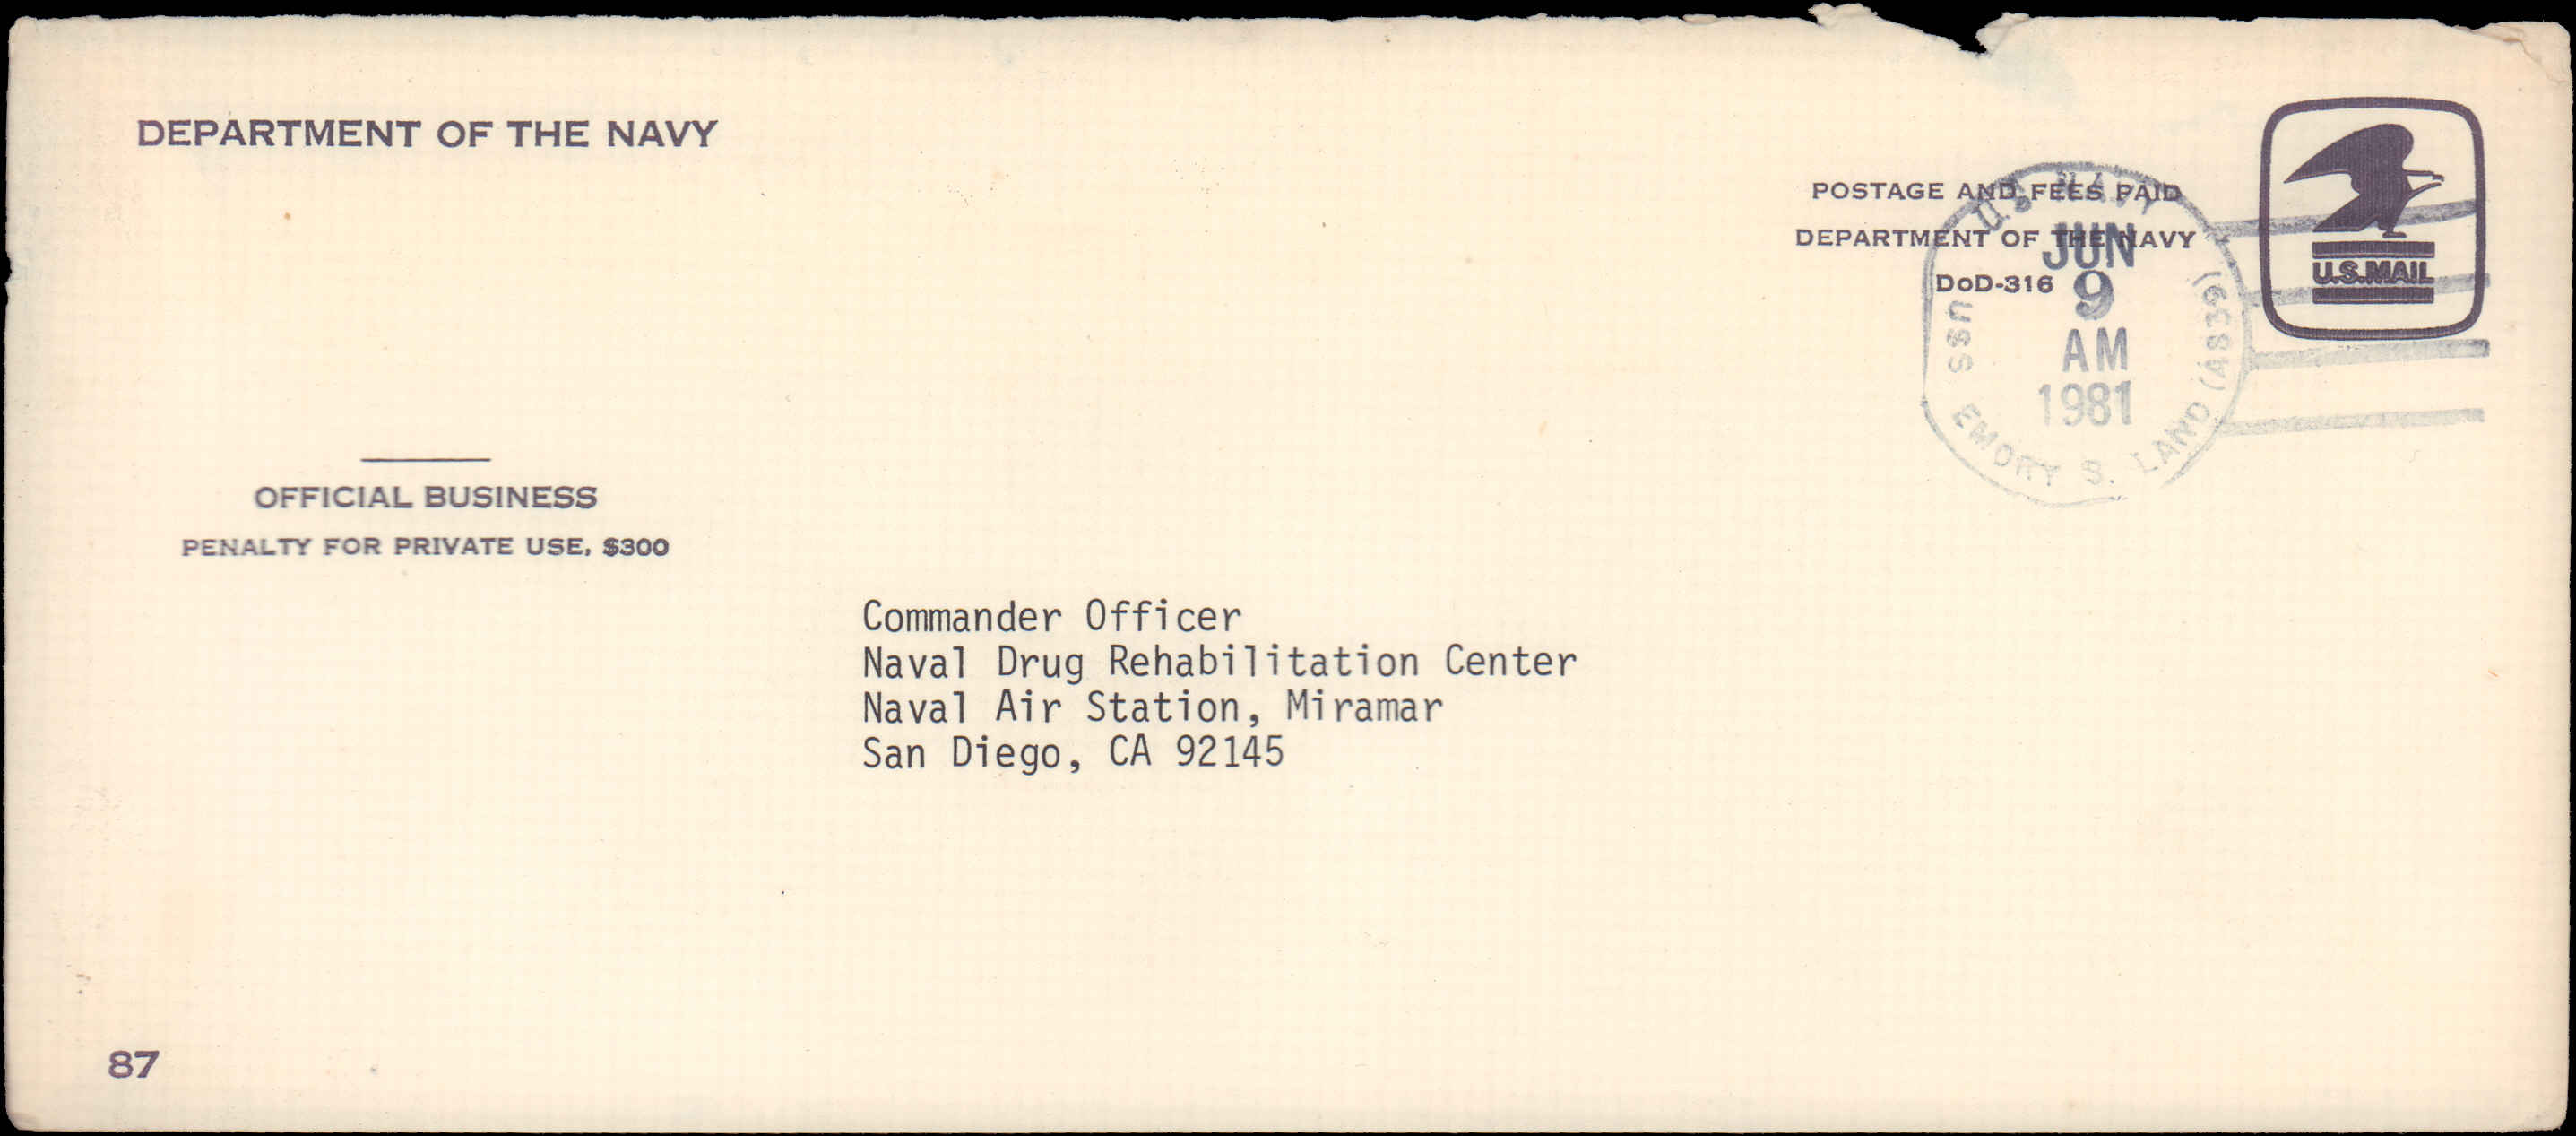 DEPARTMENT OF THE NAVY
POSTAGE AND FEES PAID
DEPARTMENT OF THE NAVY
DoD-316
U.S. NAVY
JUN
9
AM
1981
USS EMORY S. LAND (AS39)
U.S.MAIL
OFFICIAL BUSINESS
PENALTY FOR PRIVATE USE, $300
Commander Officer
Naval Drug Rehabilitation Center
Naval Air Station, Miramar
San Diego, CA 92145
87